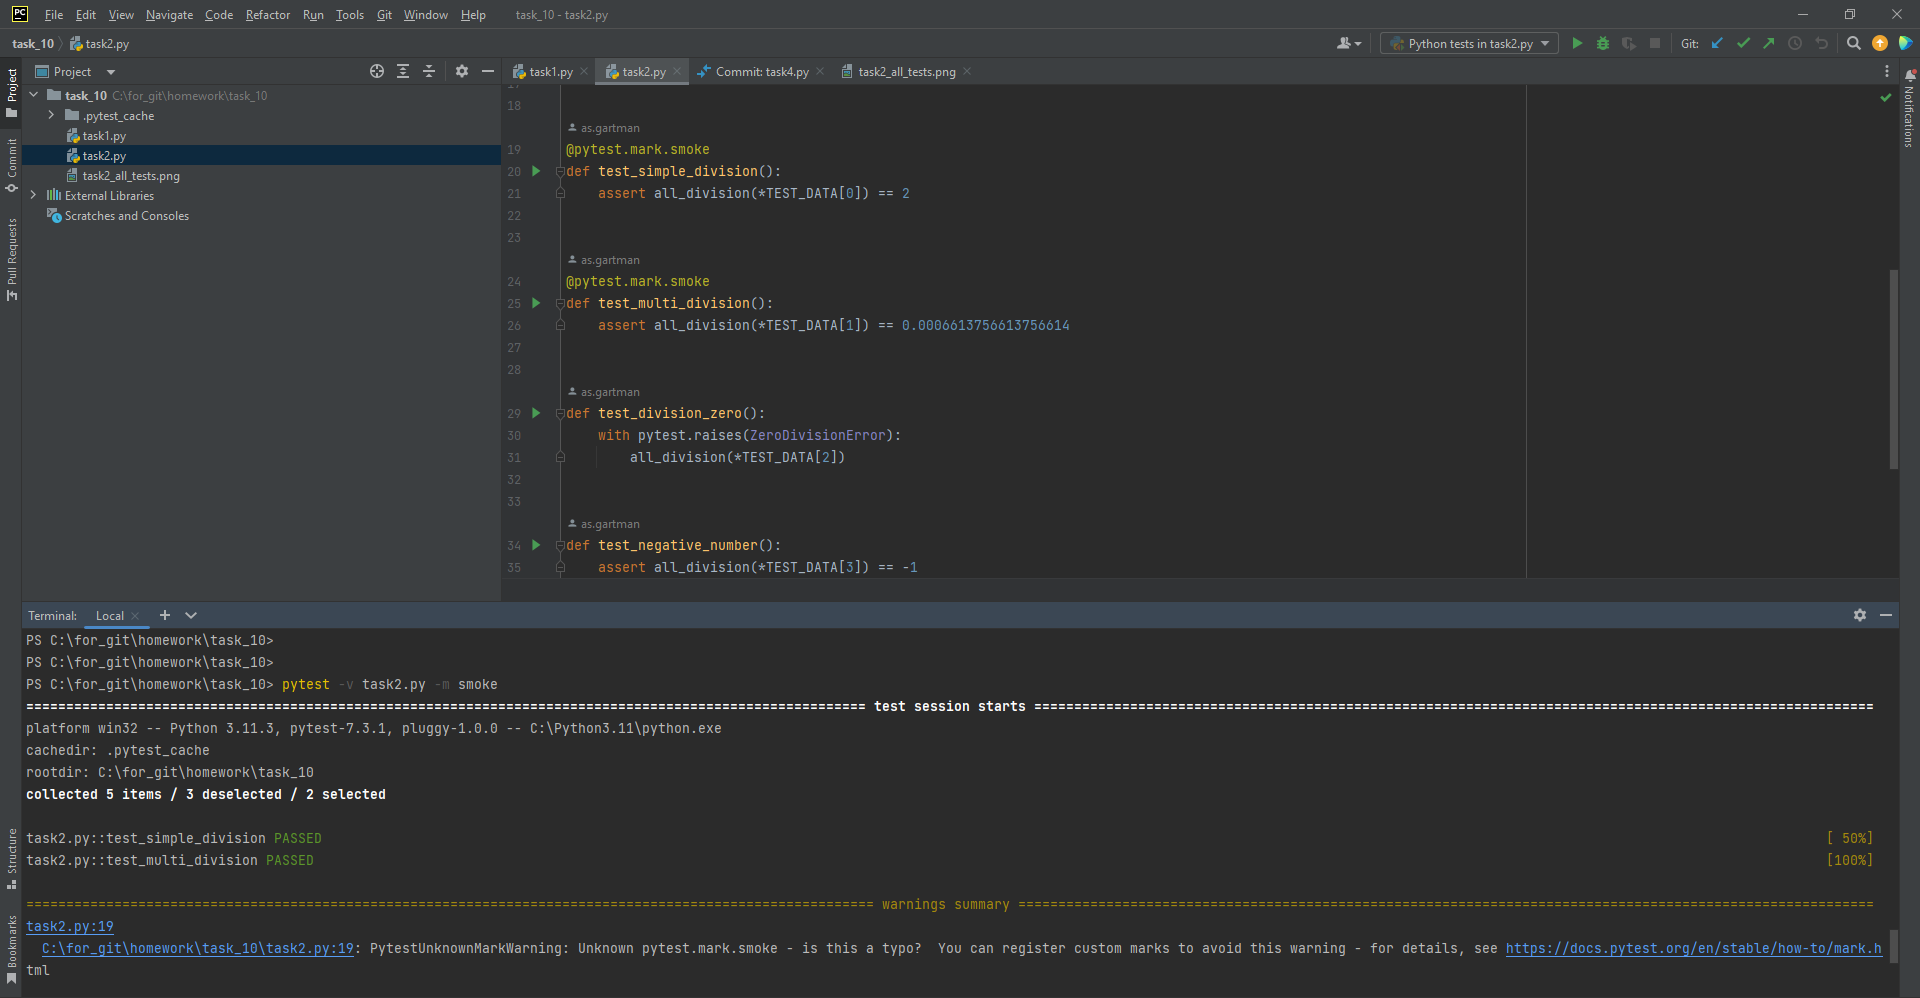 PC File Edit View Navigate Code Refactor Run Tools Git Window Help task_10 - task2.py
task_10 task2.py Python tests in task2.py Git:
Project
task1.py task2.py Commit: task4.py task2_all_tests.png
task_10 C:\for_git\homework\task_10
.pytest_cache
task1.py
task2.py
task2_all_tests.png
External Libraries
Scratches and Consoles
Project
Commit
Pull Requests
Structure
Bookmarks
Notifications
17
18
as.gartman
19 @pytest.mark.smoke
20 def test_simple_division():
21 assert all_division(*TEST_DATA[0]) == 2
22
23
as.gartman
24 @pytest.mark.smoke
25 def test_multi_division():
26 assert all_division(*TEST_DATA[1]) == 0.0006613756613756614
27
28
as.gartman
29 def test_division_zero():
30 with pytest.raises(ZeroDivisionError):
31 all_division(*TEST_DATA[2])
32
33
as.gartman
34 def test_negative_number():
35 assert all_division(*TEST_DATA[3]) == -1
Terminal: Local
PS C:\for_git\homework\task_10>
PS C:\for_git\homework\task_10>
PS C:\for_git\homework\task_10> pytest -v task2.py -m smoke
========================= test session starts =========================
platform win32 -- Python 3.11.3, pytest-7.3.1, pluggy-1.0.0 -- C:\Python3.11\python.exe
cachedir: .pytest_cache
rootdir: C:\for_git\homework\task_10
collected 5 items / 3 deselected / 2 selected
task2.py::test_simple_division PASSED [ 50%]
task2.py::test_multi_division PASSED [100%]
========================= warnings summary =========================
task2.py:19
C:\for_git\homework\task_10\task2.py:19: PytestUnknownMarkWarning: Unknown pytest.mark.smoke - is this a typo?  You can register custom marks to avoid this warning - for details, see https://docs.pytest.org/en/stable/how-to/mark.h
tml